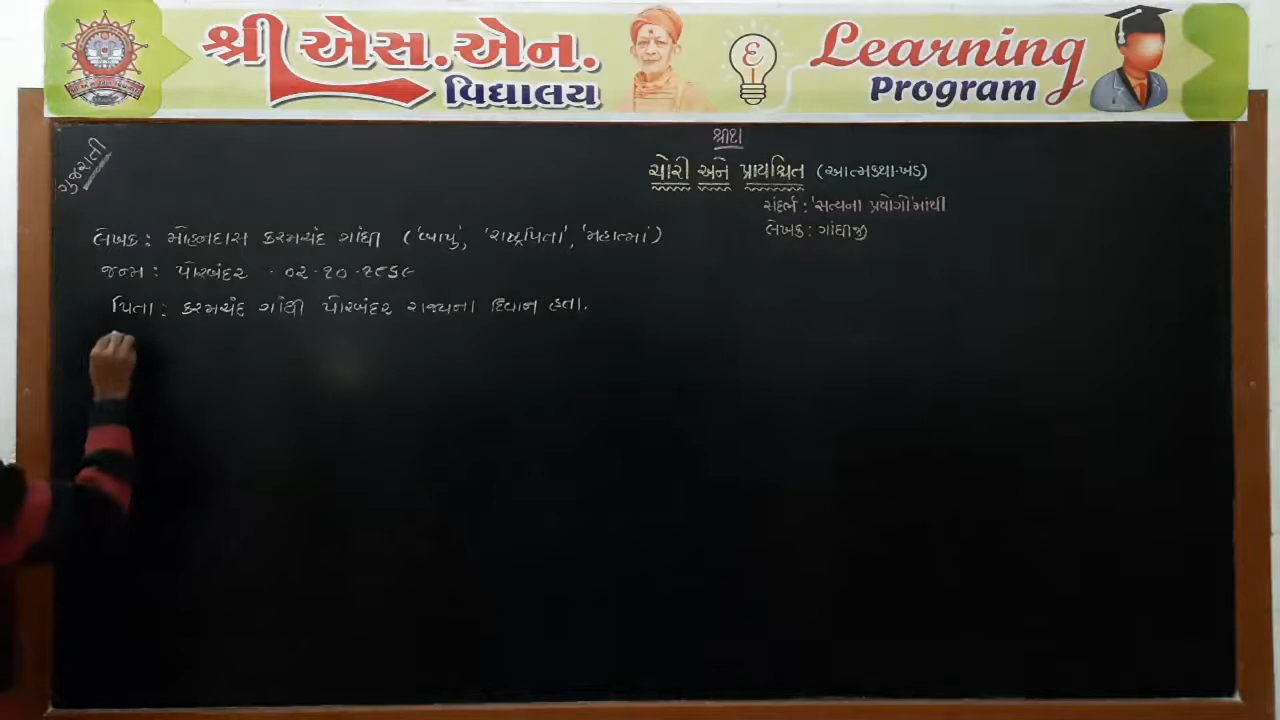 શ્રી એસ.એન.
વિદ્યાલય
Learning
Program
ગુજરાતી
શ્રીદા
ચોરી અને પ્રાયશ્ચિત (આત્મકથા-ખંડ)
સંદર્ભ : 'સત્યના પ્રયોગો'માંથી
લેખક : ગાંધીજી
લેખક : મોહનદાસ કરમચંદ ગાંધી ('બાપુ', 'રાષ્ટ્રપિતા', 'મહાત્મા')
જન્મ : પોરબંદર - ૦૨-૧૦-૧૮૬૯
પિતા : કરમચંદ ગાંધી પોરબંદર રાજ્યના દિવાન હતા.